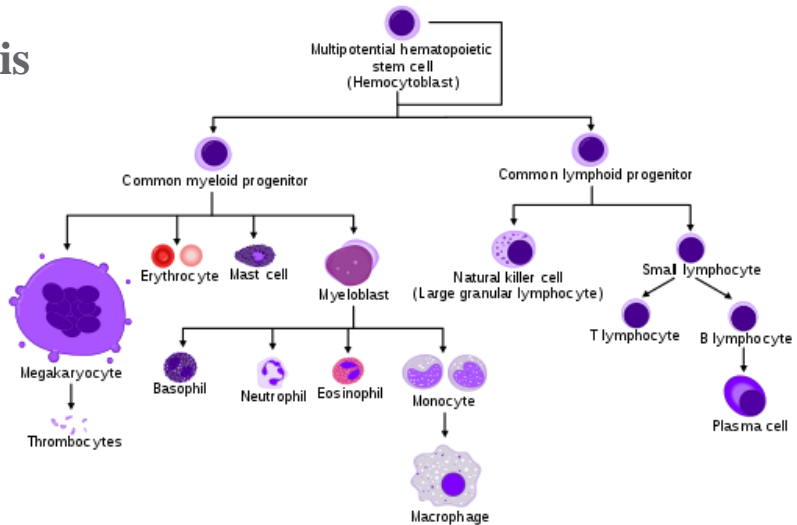 is
Multipotential hematopoietic
stem cell
(Hemocytoblast)
Common myeloid progenitor
Common lymphoid progenitor
Erythrocyte
Mast cell
Myeloblast
Natural killer cell
(Large granular lymphocyte)
Small lymphocyte
T lymphocyte
B lymphocyte
Megakaryocyte
Basophil
Neutrophil
Eosinophil
Monocyte
Plasma cell
Thrombocytes
Macrophage